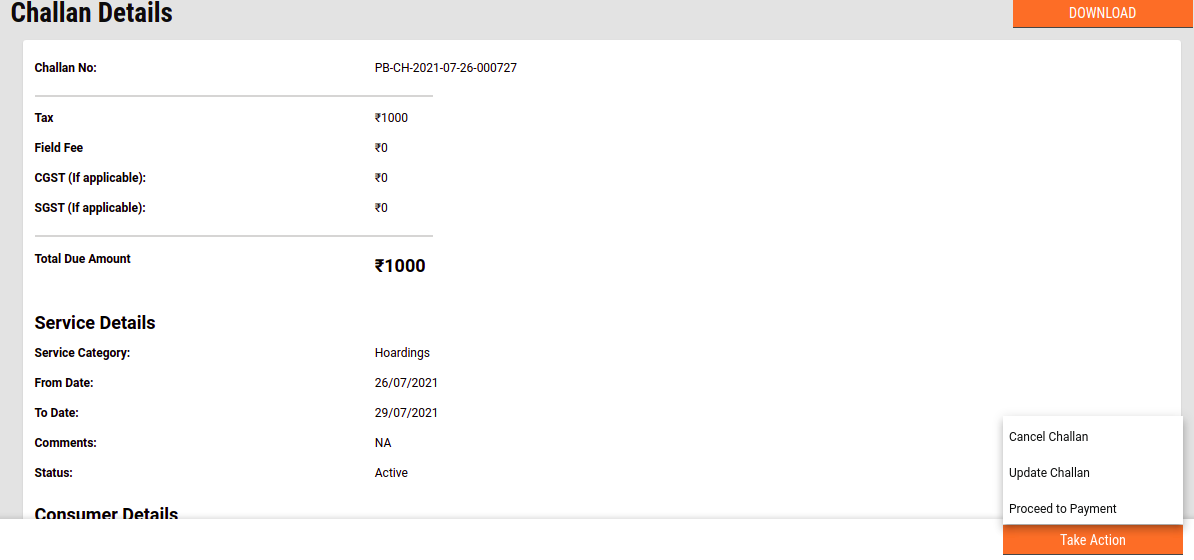 Challan Details
DOWNLOAD
Challan No: PB-CH-2021-07-26-000727
Tax ₹1000
Field Fee ₹0
CGST (If applicable): ₹0
SGST (If applicable): ₹0
Total Due Amount ₹1000
Service Details
Service Category: Hoardings
From Date: 26/07/2021
To Date: 29/07/2021
Comments: NA
Status: Active
Consumer Details
Cancel Challan
Update Challan
Proceed to Payment
Take Action